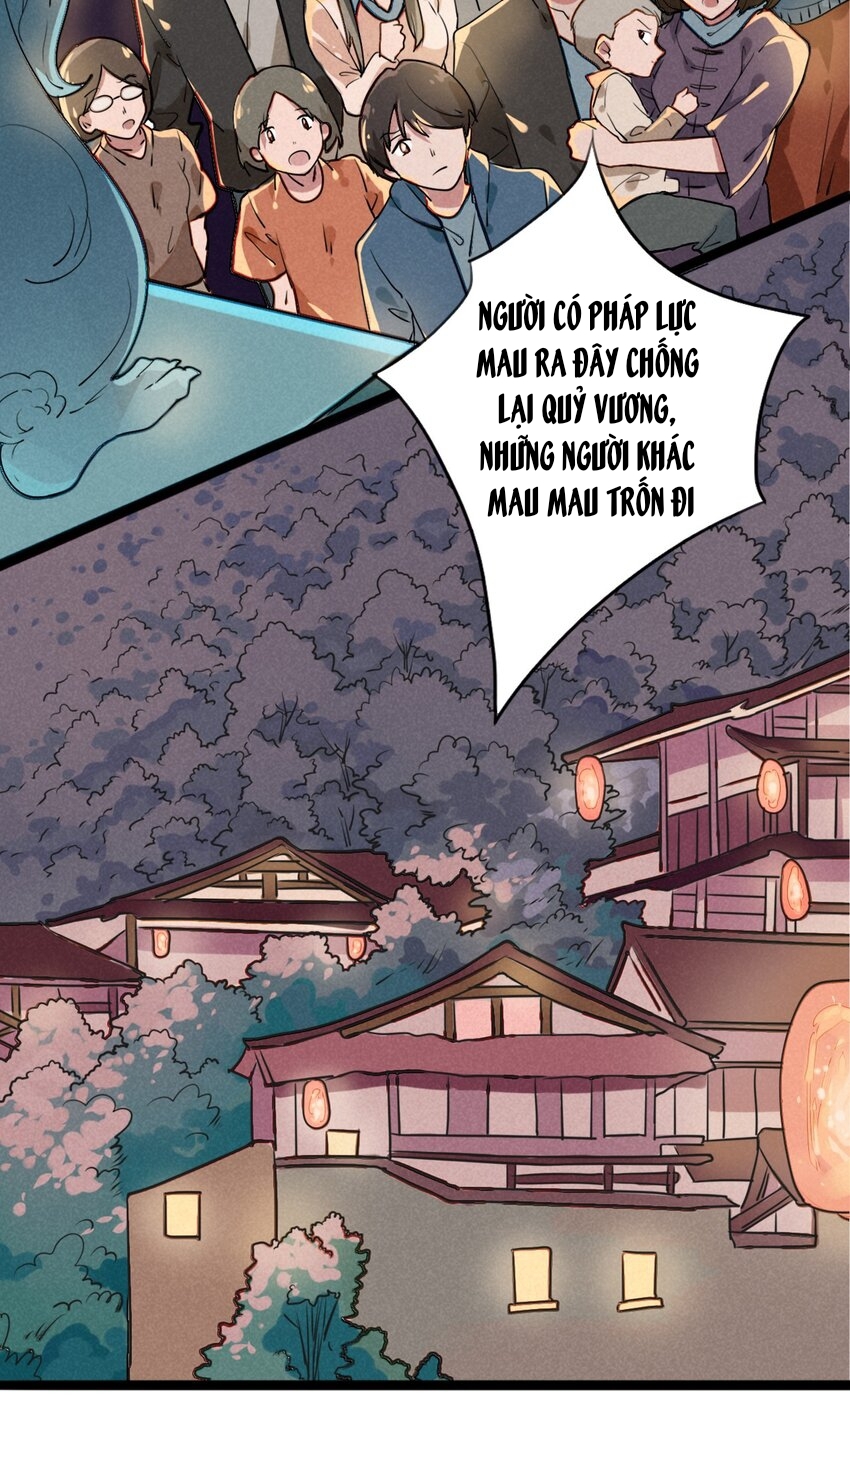 NGƯỜI CÓ PHÁP LỰC
MAU RA ĐÂY CHỐNG
LẠI QUỶ VƯƠNG,
NHỮNG NGƯỜI KHÁC
MAU MAU TRỐN ĐI